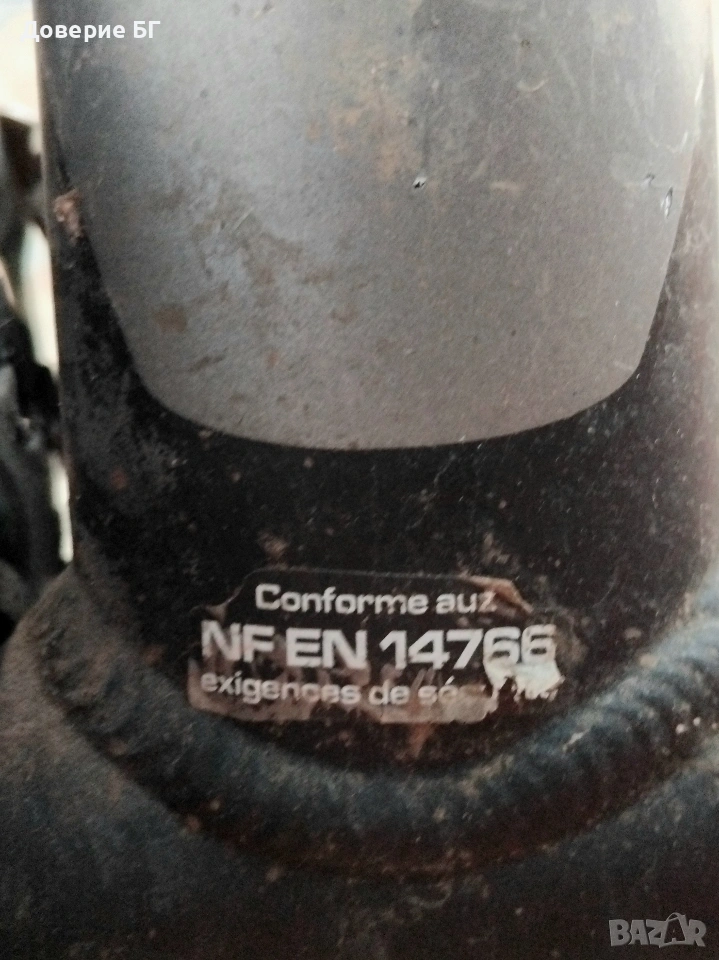 Доверие БГ
Conforme aux
NF EN 14766
exigences de
BAZAR